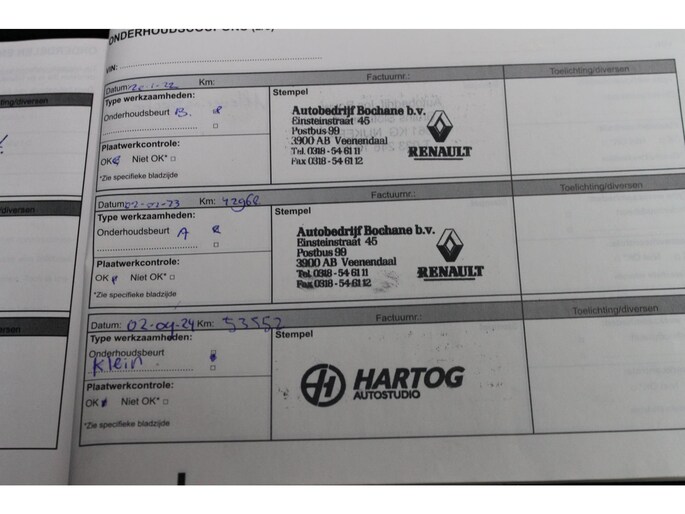 ONDERHOUDSCOUPONS
VIN:
Datum: 20-1-22 Km: Factuurnr.: Toelichting/diversen
Type werkzaamheden: Stempel
Onderhoudsbeurt B.
Autobedrijf Bochane b.v.
Einsteinstraat 45
Postbus 99
3900 AB Veenendaal
Tel. 0318 - 54 61 11
Fax 0318 - 54 61 12
RENAULT
Plaatwerkcontrole:
OK Niet OK*
*Zie specifieke bladzijde
Datum: 02-02-23 Km: 42968 Factuurnr.: Toelichting/diversen
Type werkzaamheden: Stempel
Onderhoudsbeurt A
Autobedrijf Bochane b.v.
Einsteinstraat 45
Postbus 99
3900 AB Veenendaal
Tel. 0318 - 54 61 11
Fax 0318 - 54 61 12
RENAULT
Plaatwerkcontrole:
OK Niet OK*
*Zie specifieke bladzijde
Datum: 02-09-24 Km: 53552 Factuurnr.: Toelichting/diversen
Type werkzaamheden: Stempel
Onderhoudsbeurt
Klein
HARTOG
AUTOSTUDIO
Plaatwerkcontrole:
OK Niet OK*
*Zie specifieke bladzijde